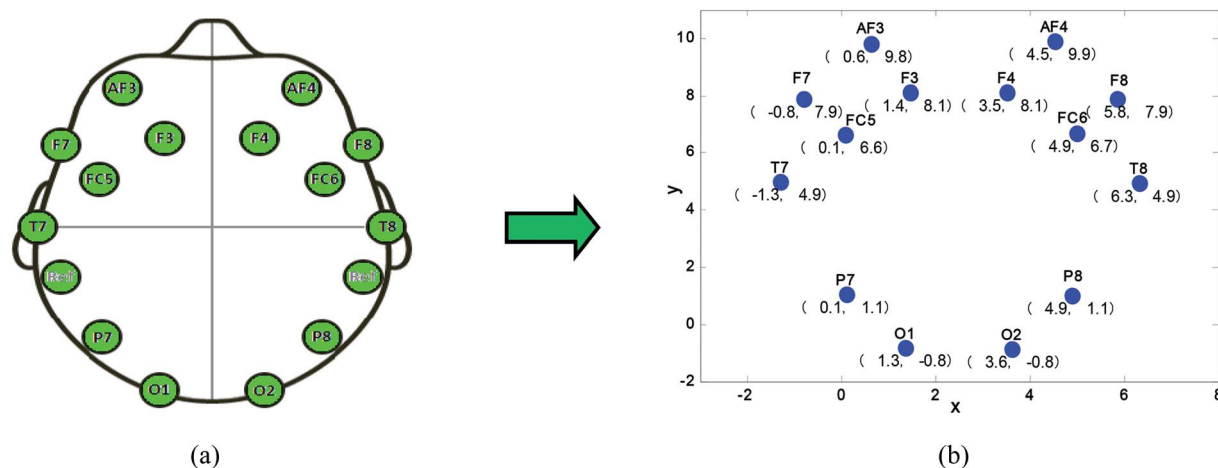 AF3 AF4
F3 F4
F7 F8
FC5 FC6
T7 T8
Ref Ref
P7 P8
O1 O2
(a)
AF3 AF4
10
( 0.6, 9.8) ( 4.5, 9.9)
F7 F3 F4 F8
8
( -0.8, 7.9) ( 1.4, 8.1) ( 3.5, 8.1) ( 5.8, 7.9)
FC5 FC6
( 0.1, 6.6) ( 4.9, 6.7)
6
T7 T8
( -1.3, 4.9) ( 6.3, 4.9)
y
4
2
P7 P8
( 0.1, 1.1) ( 4.9, 1.1)
0
O1 O2
( 1.3, -0.8) ( 3.6, -0.8)
-2
-2 0 2 4 6 8
x
(b)